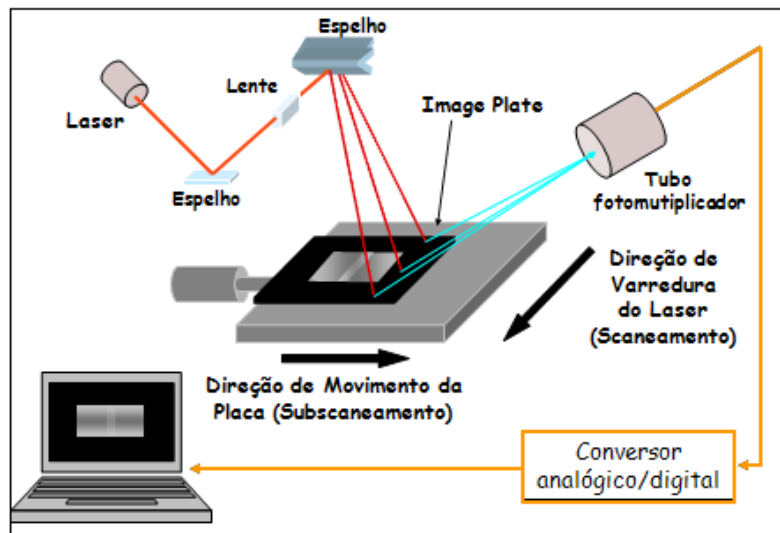 Espelho
Lente
Laser
Image Plate
Espelho
Tubo
fotomutiplicador
Direção de
Varredura
do Laser
(Scaneamento)
Direção de Movimento da
Placa (Subscaneamento)
Conversor
analógico/digital